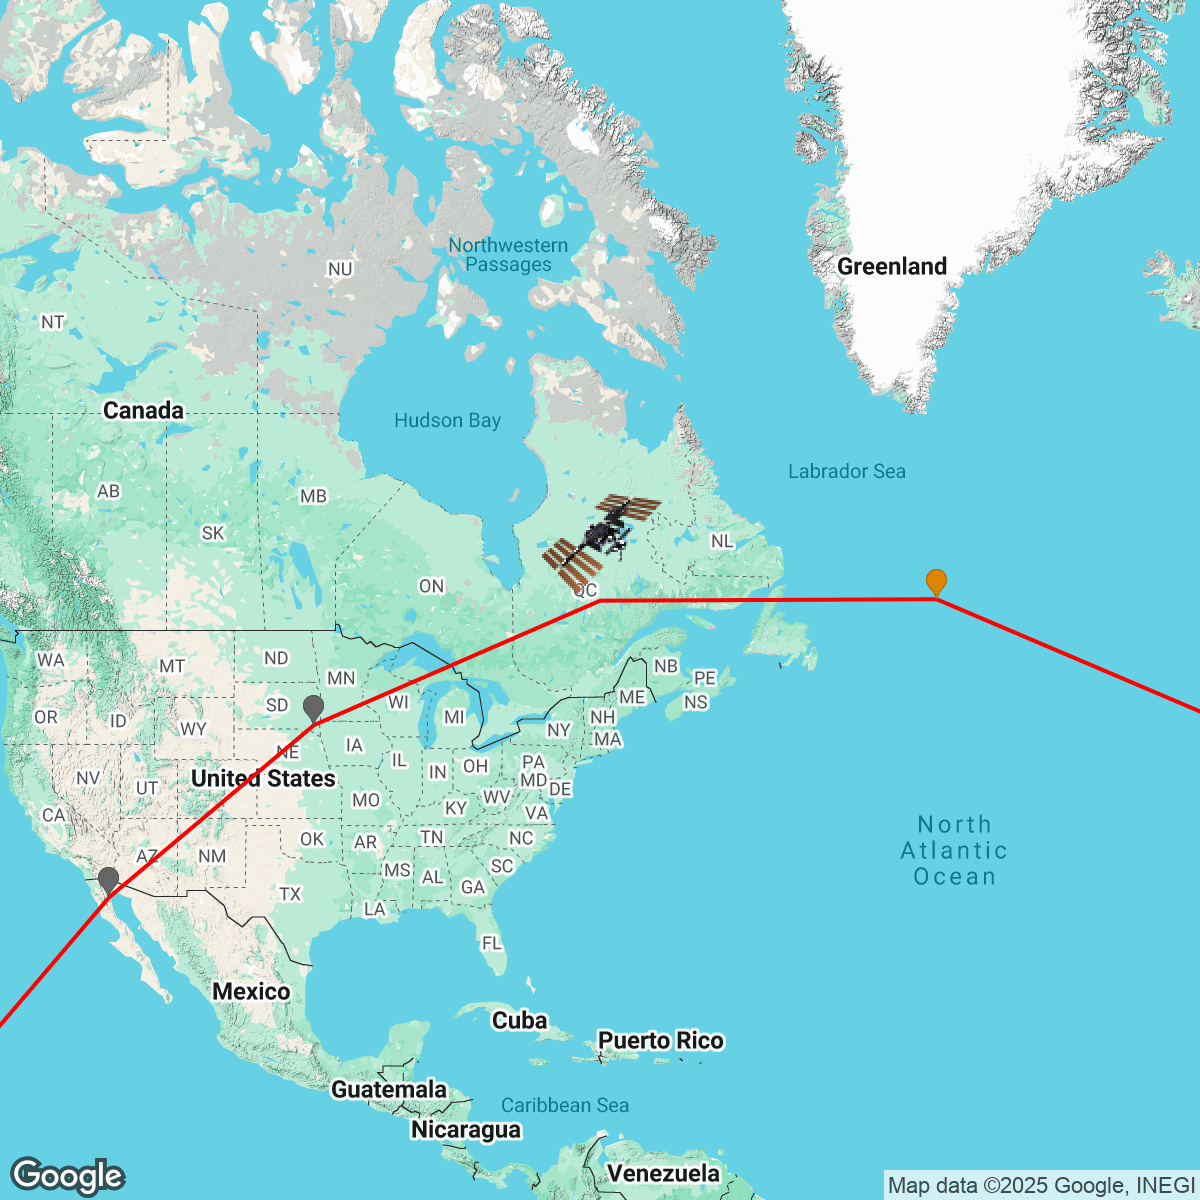 Northwestern
Passages
NU
Greenland
NT
Canada
Hudson Bay
Labrador Sea
AB
MB
SK
NL
ON
QC
WA
MT
ND
MN
NB
PE
OR
ID
SD
WI
MI
ME
NS
WY
NH
NY
MA
IA
NE
IL
IN
OH
PA
NV
UT
United States
MD
DE
CA
MO
KY
WV
VA
North
Atlantic
Ocean
AZ
NM
OK
AR
TN
NC
MS
AL
SC
GA
TX
LA
FL
Mexico
Cuba
Puerto Rico
Guatemala
Caribbean Sea
Nicaragua
Venezuela
Google
Map data ©2025 Google, INEGI